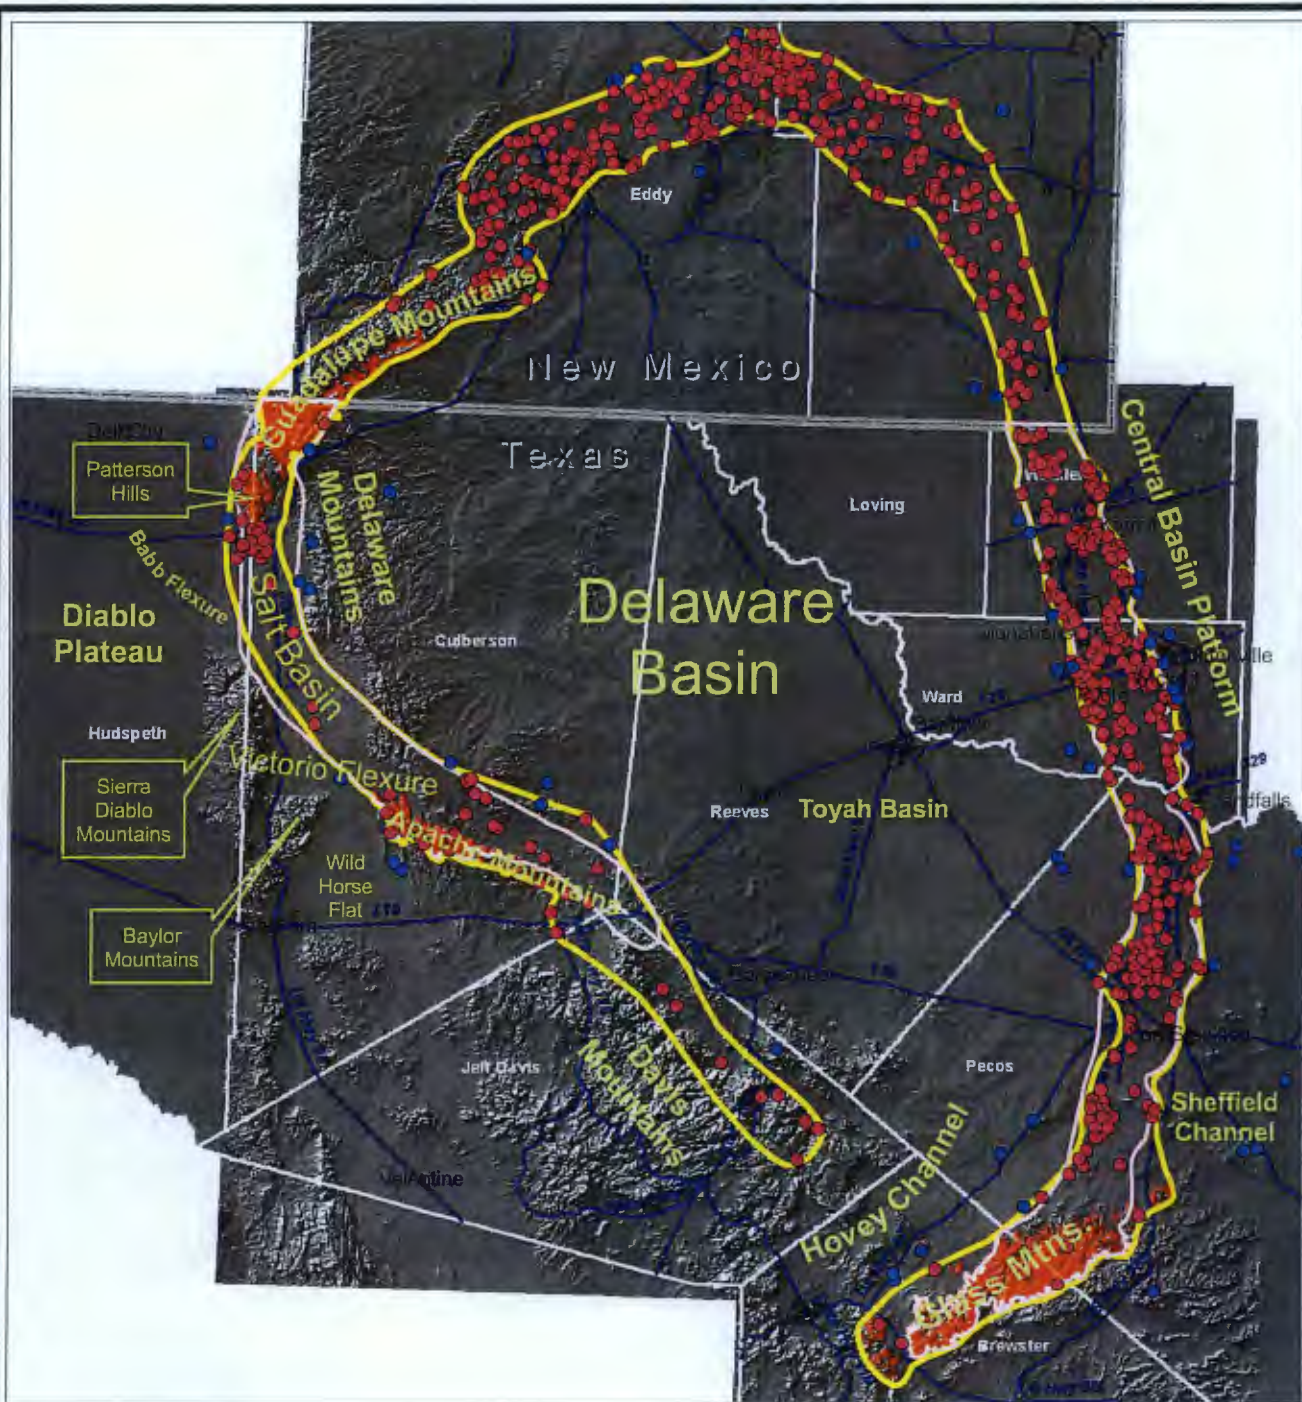 Eddy
Guadalupe Mountains
New Mexico
Texas
Patterson
Hills
Delaware
Mountains
Babb Flexure
Salt Basin
Diablo
Plateau
Loving
Central Basin Platform
Delaware
Basin
Culberson
Hudspeth
Ward
Victorio Flexure
Sierra
Diablo
Mountains
Reeves
Toyah Basin
Apache Mountains
Wild
Horse
Flat
Baylor
Mountains
Jeff Davis
Davis
Mountains
Pecos
Sheffield
Channel
Valentine
Hovey Channel
Glass Mtns.
Brewster